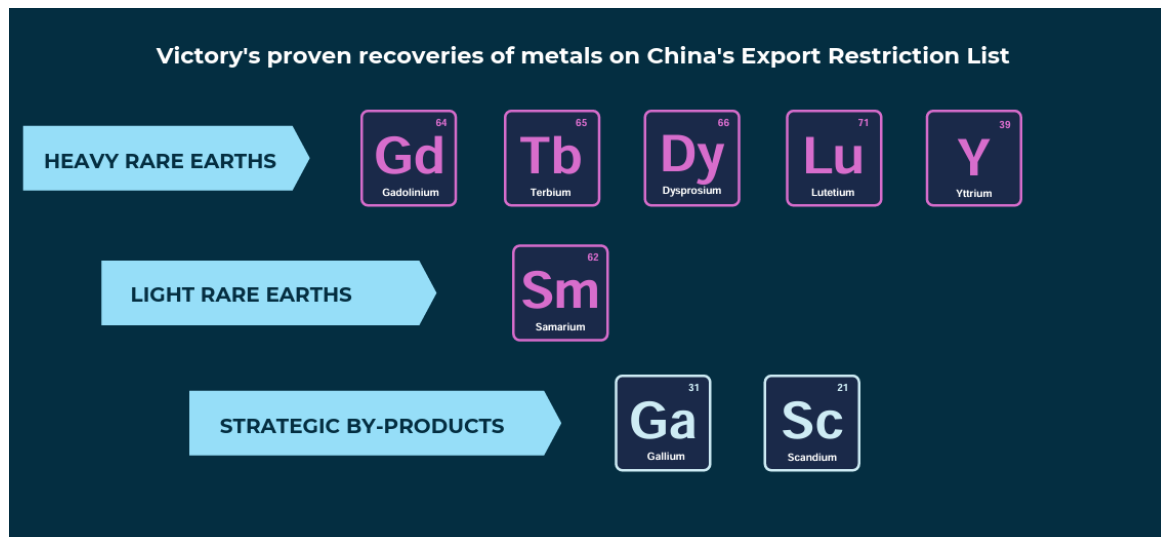 Victory's proven recoveries of metals on China's Export Restriction List
HEAVY RARE EARTHS
64
Gd
Gadolinium
65
Tb
Terbium
66
Dy
Dysprosium
71
Lu
Lutetium
39
Y
Yttrium
LIGHT RARE EARTHS
62
Sm
Samarium
STRATEGIC BY-PRODUCTS
31
Ga
Gallium
21
Sc
Scandium